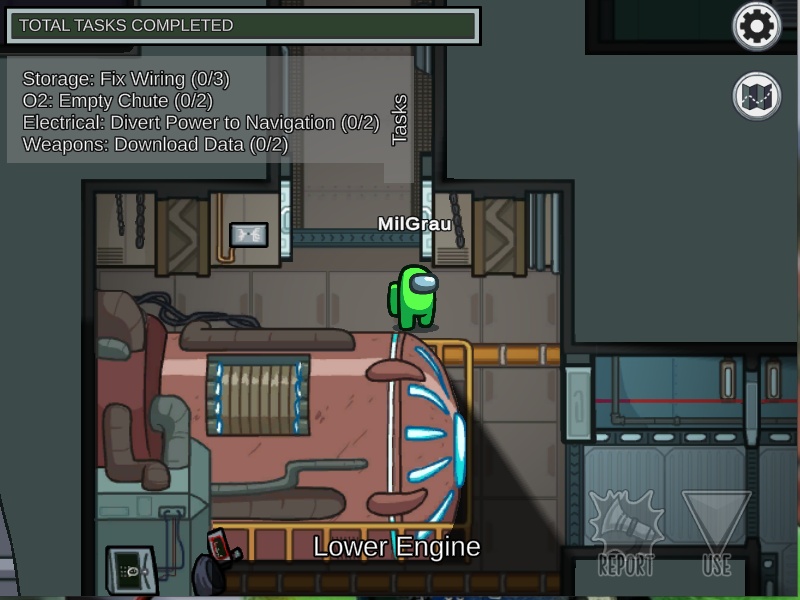 TOTAL TASKS COMPLETED
Storage: Fix Wiring (0/3)
O2: Empty Chute (0/2)
Electrical: Divert Power to Navigation (0/2)
Weapons: Download Data (0/2)
Tasks
MilGrau
Lower Engine
REPORT
USE